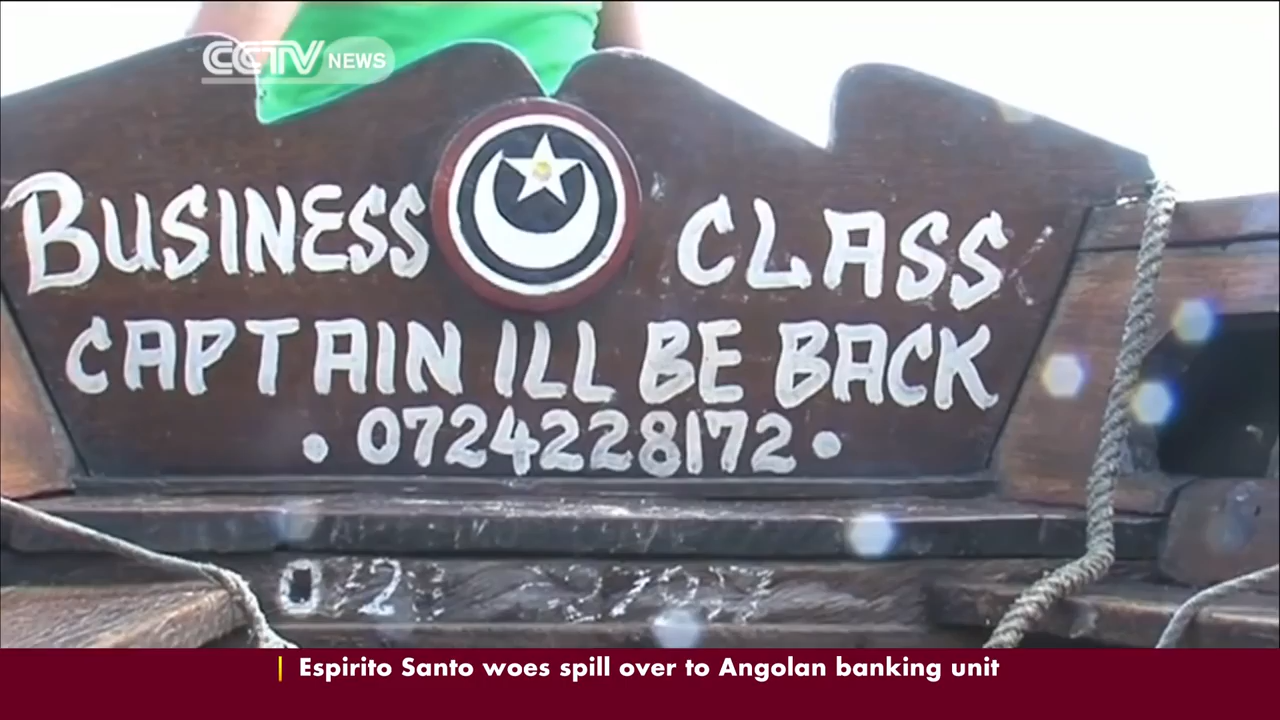 CCTV NEWS
BUSINESS CLASS
CAPTAIN ILL BE BACK
• 0724228172 •
Espirito Santo woes spill over to Angolan banking unit